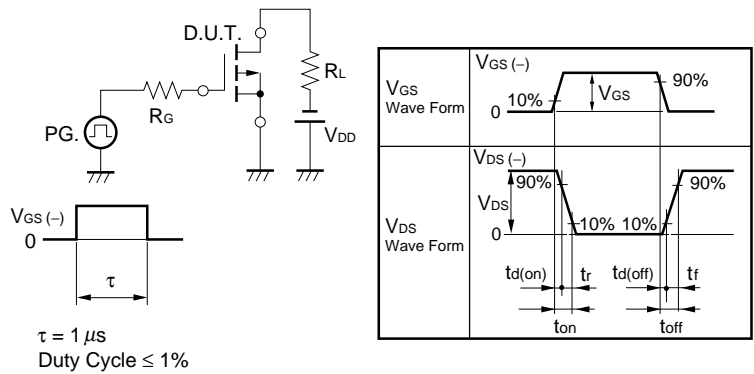 D.U.T.
RL
RG
PG.
VDD
VGS (−)
0
τ
τ = 1 μs
Duty Cycle ≤ 1%
VGS
Wave Form
VGS (−)
10%
0
VGS
90%
VDS
Wave Form
VDS (−)
90%
VDS
0
10% 10%
90%
td(on) tr td(off) tf
ton toff